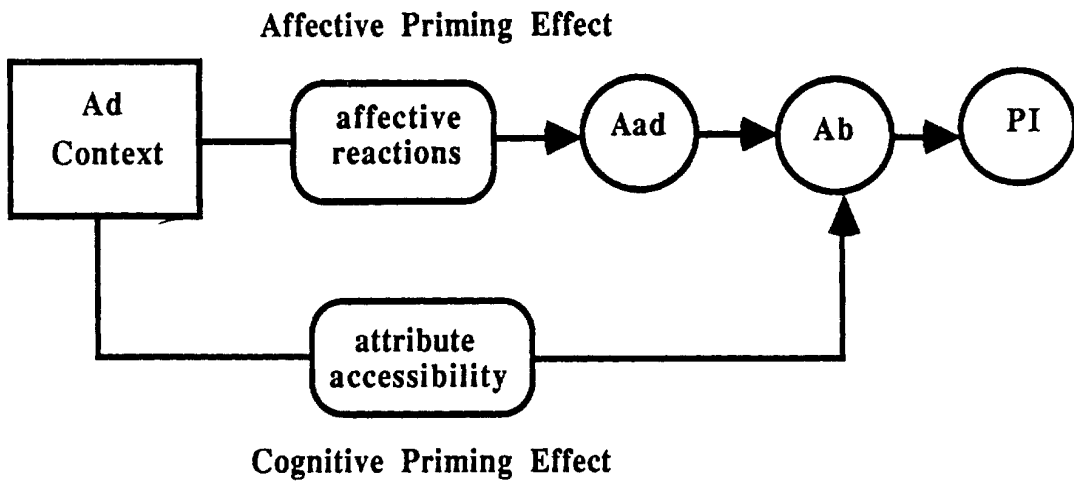 Affective Priming Effect
Ad
Context
affective
reactions
Aad
Ab
PI
attribute
accessibility
Cognitive Priming Effect